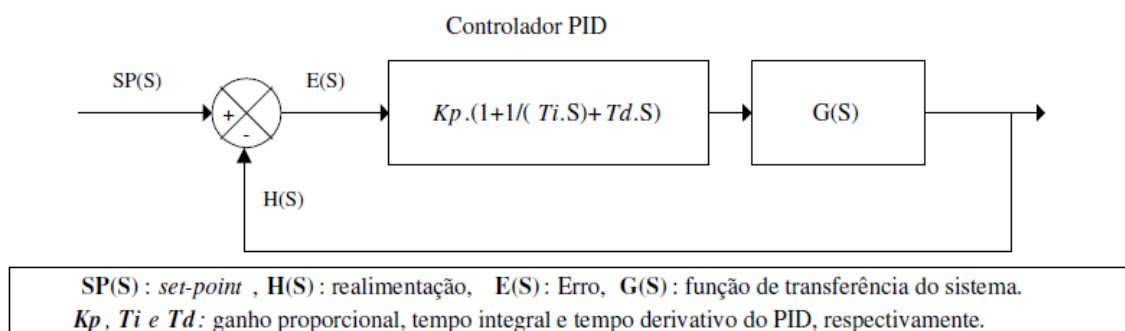 Controlador PID
SP(S)
E(S)
+
-
Kp.(1+1/( Ti.S)+Td.S)
G(S)
H(S)
SP(S) : set-point , H(S) : realimentação, E(S) : Erro, G(S) : função de transferência do sistema.
Kp, Ti e Td: ganho proporcional, tempo integral e tempo derivativo do PID, respectivamente.